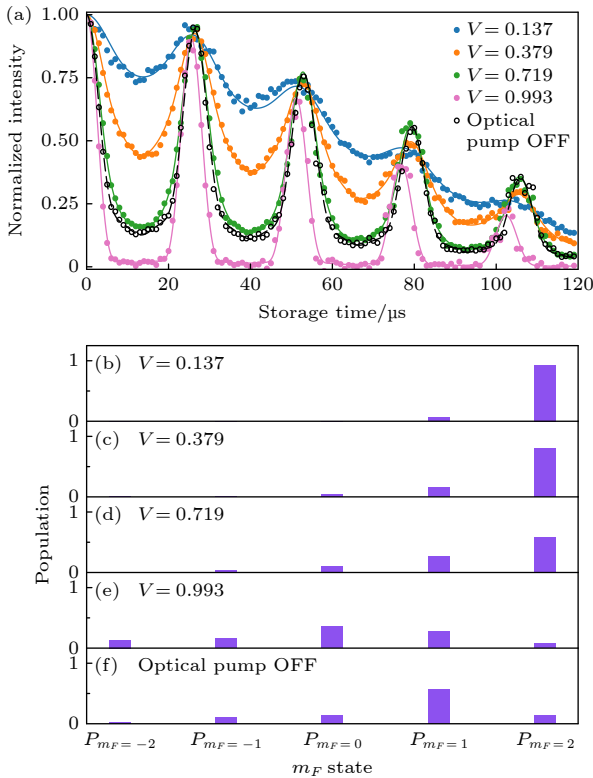 (a)
1.00
0.75
0.50
0.25
0
Normalized intensity
V = 0.137
V = 0.379
V = 0.719
V = 0.993
Optical
pump OFF
0 20 40 60 80 100 120
Storage time/µs
(b) V = 0.137
1
0
(c) V = 0.379
1
0
(d) V = 0.719
1
0
(e) V = 0.993
1
0
(f) Optical pump OFF
1
0
Population
P_{m_F=−2} P_{m_F=−1} P_{m_F=0} P_{m_F=1} P_{m_F=2}
m_F state